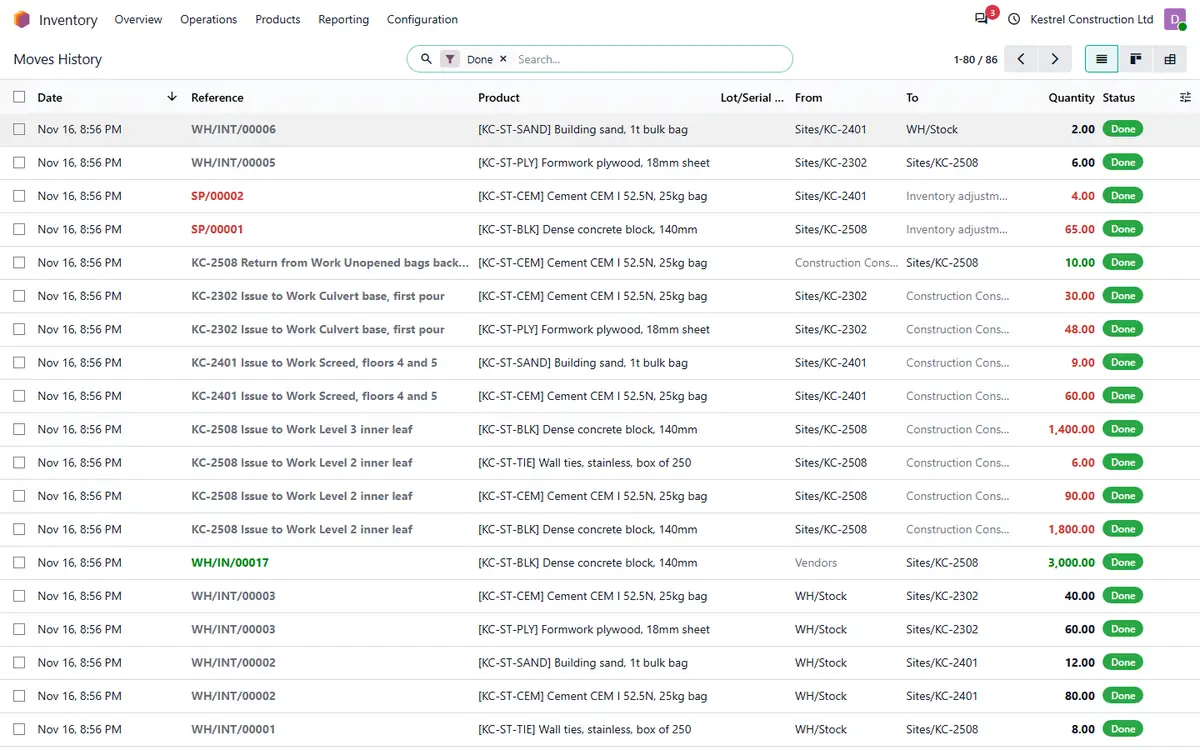 Inventory Overview Operations Products Reporting Configuration 3 Kestrel Construction Ltd D
Moves History Done × Search... 1-80 / 86
Date Reference Product Lot/Serial ... From To Quantity Status
Nov 16, 8:56 PM WH/INT/00006 [KC-ST-SAND] Building sand, 1t bulk bag Sites/KC-2401 WH/Stock 2.00 Done
Nov 16, 8:56 PM WH/INT/00005 [KC-ST-PLY] Formwork plywood, 18mm sheet Sites/KC-2302 Sites/KC-2508 6.00 Done
Nov 16, 8:56 PM SP/00002 [KC-ST-CEM] Cement CEM I 52.5N, 25kg bag Sites/KC-2401 Inventory adjustm... 4.00 Done
Nov 16, 8:56 PM SP/00001 [KC-ST-BLK] Dense concrete block, 140mm Sites/KC-2508 Inventory adjustm... 65.00 Done
Nov 16, 8:56 PM KC-2508 Return from Work Unopened bags back... [KC-ST-CEM] Cement CEM I 52.5N, 25kg bag Construction Cons... Sites/KC-2508 10.00 Done
Nov 16, 8:56 PM KC-2302 Issue to Work Culvert base, first pour [KC-ST-CEM] Cement CEM I 52.5N, 25kg bag Sites/KC-2302 Construction Cons... 30.00 Done
Nov 16, 8:56 PM KC-2302 Issue to Work Culvert base, first pour [KC-ST-PLY] Formwork plywood, 18mm sheet Sites/KC-2302 Construction Cons... 48.00 Done
Nov 16, 8:56 PM KC-2401 Issue to Work Screed, floors 4 and 5 [KC-ST-SAND] Building sand, 1t bulk bag Sites/KC-2401 Construction Cons... 9.00 Done
Nov 16, 8:56 PM KC-2401 Issue to Work Screed, floors 4 and 5 [KC-ST-CEM] Cement CEM I 52.5N, 25kg bag Sites/KC-2401 Construction Cons... 60.00 Done
Nov 16, 8:56 PM KC-2508 Issue to Work Level 3 inner leaf [KC-ST-BLK] Dense concrete block, 140mm Sites/KC-2508 Construction Cons... 1,400.00 Done
Nov 16, 8:56 PM KC-2508 Issue to Work Level 2 inner leaf [KC-ST-TIE] Wall ties, stainless, box of 250 Sites/KC-2508 Construction Cons... 6.00 Done
Nov 16, 8:56 PM KC-2508 Issue to Work Level 2 inner leaf [KC-ST-CEM] Cement CEM I 52.5N, 25kg bag Sites/KC-2508 Construction Cons... 90.00 Done
Nov 16, 8:56 PM KC-2508 Issue to Work Level 2 inner leaf [KC-ST-BLK] Dense concrete block, 140mm Sites/KC-2508 Construction Cons... 1,800.00 Done
Nov 16, 8:56 PM WH/IN/00017 [KC-ST-BLK] Dense concrete block, 140mm Vendors Sites/KC-2508 3,000.00 Done
Nov 16, 8:56 PM WH/INT/00003 [KC-ST-CEM] Cement CEM I 52.5N, 25kg bag WH/Stock Sites/KC-2302 40.00 Done
Nov 16, 8:56 PM WH/INT/00003 [KC-ST-PLY] Formwork plywood, 18mm sheet WH/Stock Sites/KC-2302 60.00 Done
Nov 16, 8:56 PM WH/INT/00002 [KC-ST-SAND] Building sand, 1t bulk bag WH/Stock Sites/KC-2401 12.00 Done
Nov 16, 8:56 PM WH/INT/00002 [KC-ST-CEM] Cement CEM I 52.5N, 25kg bag WH/Stock Sites/KC-2401 80.00 Done
Nov 16, 8:56 PM WH/INT/00001 [KC-ST-TIE] Wall ties, stainless, box of 250 WH/Stock Sites/KC-2508 8.00 Done